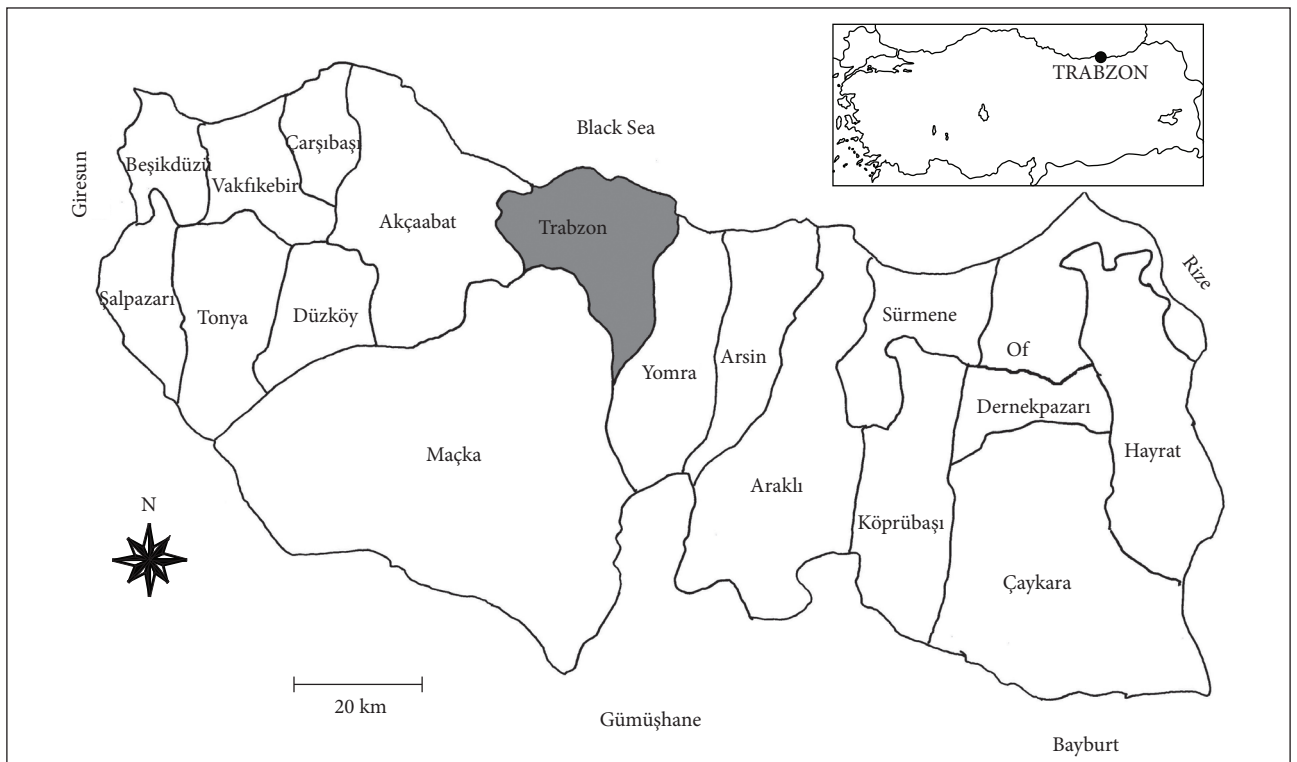 TRABZON
Black Sea
Giresun
Beşikdüzü
Vakfıkebir
Çarşıbaşı
Akçaabat
Trabzon
Rize
Şalpazarı
Tonya
Düzköy
Sürmene
Of
Yomra
Arsin
Dernekpazarı
Maçka
Hayrat
Araklı
Köprübaşı
Çaykara
N
20 km
Gümüşhane
Bayburt